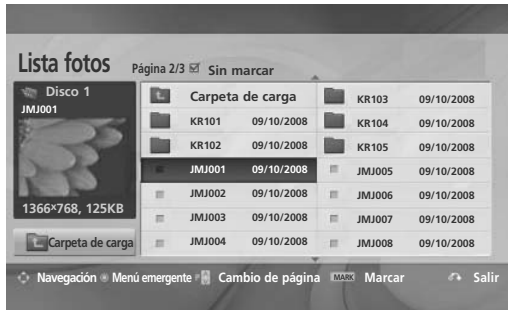 Lista fotos Página 2/3 Sin marcar
Disco 1
JMJ001
1366×768, 125KB
Carpeta de carga
Carpeta de carga
KR101 09/10/2008
KR102 09/10/2008
JMJ001 09/10/2008
JMJ002 09/10/2008
JMJ003 09/10/2008
JMJ004 09/10/2008
KR103 09/10/2008
KR104 09/10/2008
KR105 09/10/2008
JMJ005 09/10/2008
JMJ006 09/10/2008
JMJ007 09/10/2008
JMJ008 09/10/2008
Navegación Menú emergente P Cambio de página MARK Marcar Salir